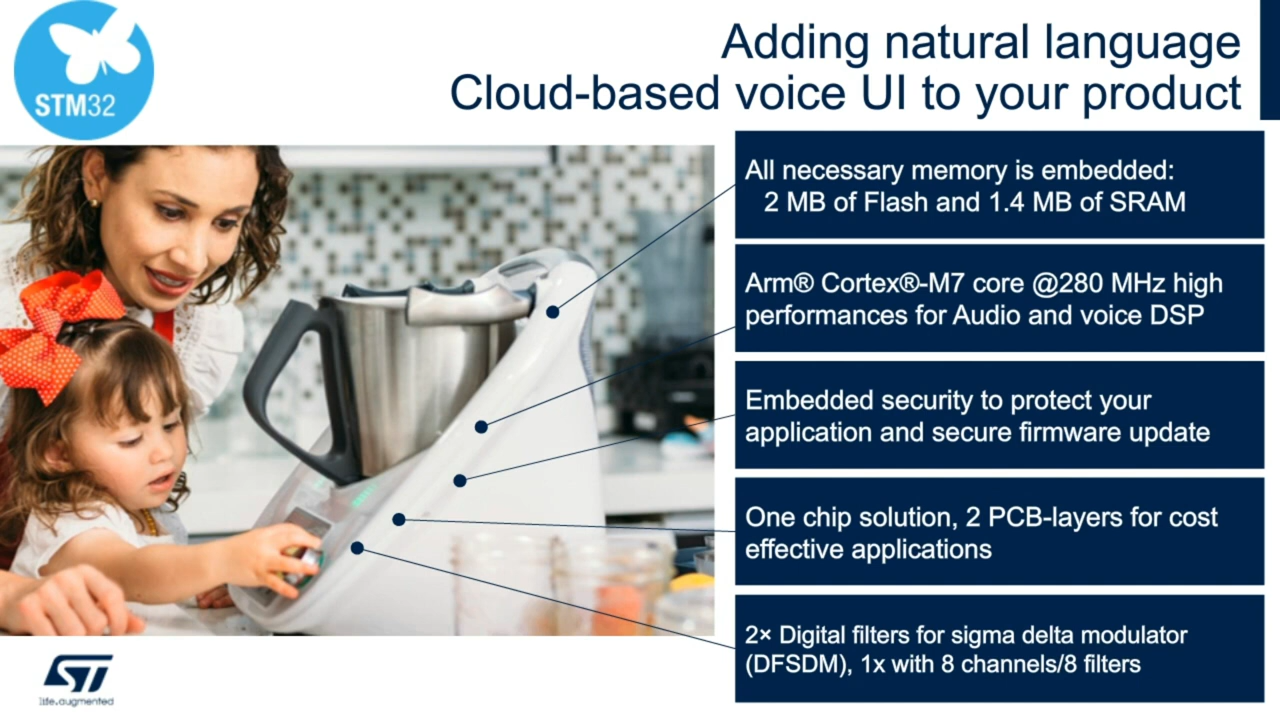 STM32
Adding natural language
Cloud-based voice UI to your product
All necessary memory is embedded:
2 MB of Flash and 1.4 MB of SRAM
Arm® Cortex®-M7 core @280 MHz high
performances for Audio and voice DSP
Embedded security to protect your
application and secure firmware update
One chip solution, 2 PCB-layers for cost
effective applications
2× Digital filters for sigma delta modulator
(DFSDM), 1x with 8 channels/8 filters
ST
life.augmented